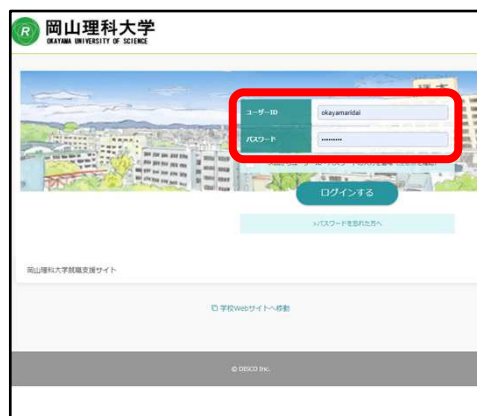 R
岡山理科大学
OKAYAMA UNIVERSITY OF SCIENCE
ユーザーID
okayamaridai
パスワード
•••••••••
ログインする
>パスワードを忘れた方へ
岡山理科大学就職支援サイト
学校Webサイトへ移動
© DISCO Inc.